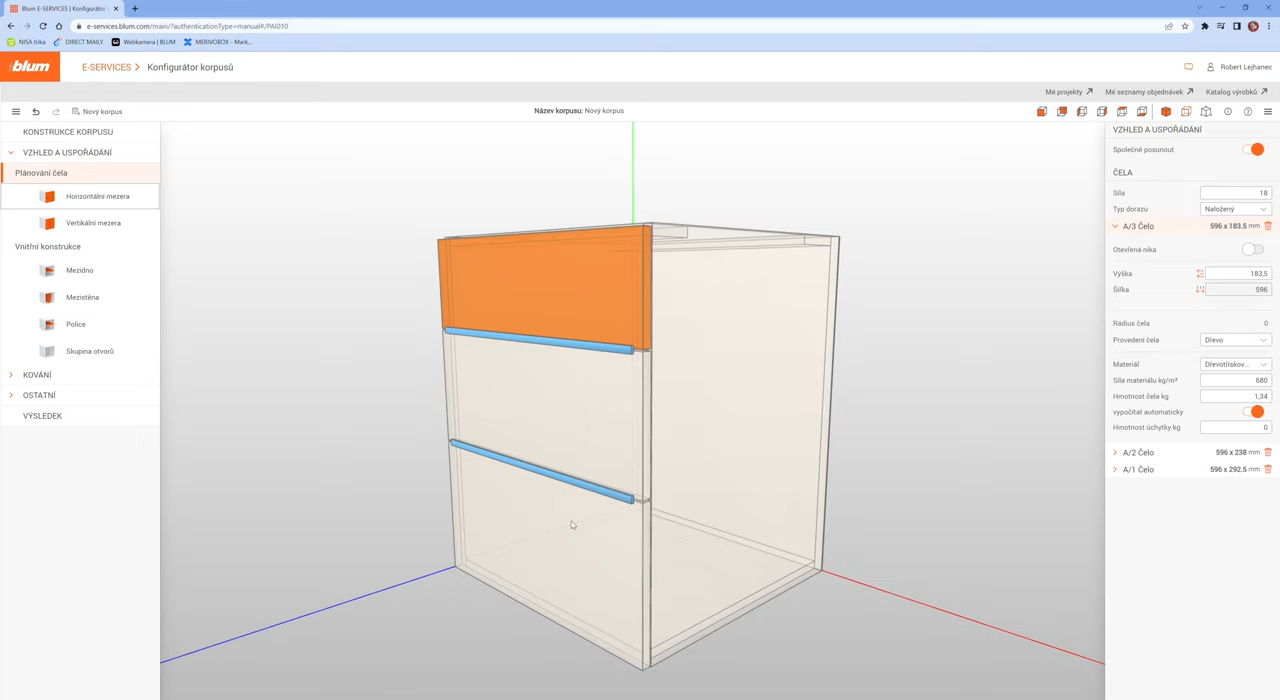 Blum E-SERVICES | Konfigurátor
e-services.blum.com/main/?authenticationType=manual#/PAI010
NISA trika DIRECT MAILY Webkamera | BLUM MERIVOBOX - Mark...
blum E-SERVICES Konfigurátor korpusů Robert Lejhanec
Mé projekty Mé seznamy objednávek Katalog výrobků
Nový korpus Název korpusu: Nový korpus
KONSTRUKCE KORPUSU
VZHLED A USPOŘÁDÁNÍ
Plánování čela
Horizontální mezera
Vertikální mezera
Vnitřní konstrukce
Mezidno
Mezistěna
Police
Skupina otvorů
KOVÁNÍ
OSTATNÍ
VÝSLEDEK
VZHLED A USPOŘÁDÁNÍ
Společné posunout
ČELA
Síla 18
Typ dorazu Naložený
A/3 Čelo 596 x 183.5 mm
Otevřená nika
Výška 183,5
Šířka 596
Rádius čela 0
Provedení čela Dřevo
Materiál Dřevotřískov...
Síla materiálu kg/m³ 680
Hmotnost čela kg 1,34
vypočítat automaticky
Hmotnost úchytky kg 0
A/2 Čelo 596 x 238 mm
A/1 Čelo 596 x 292.5 mm